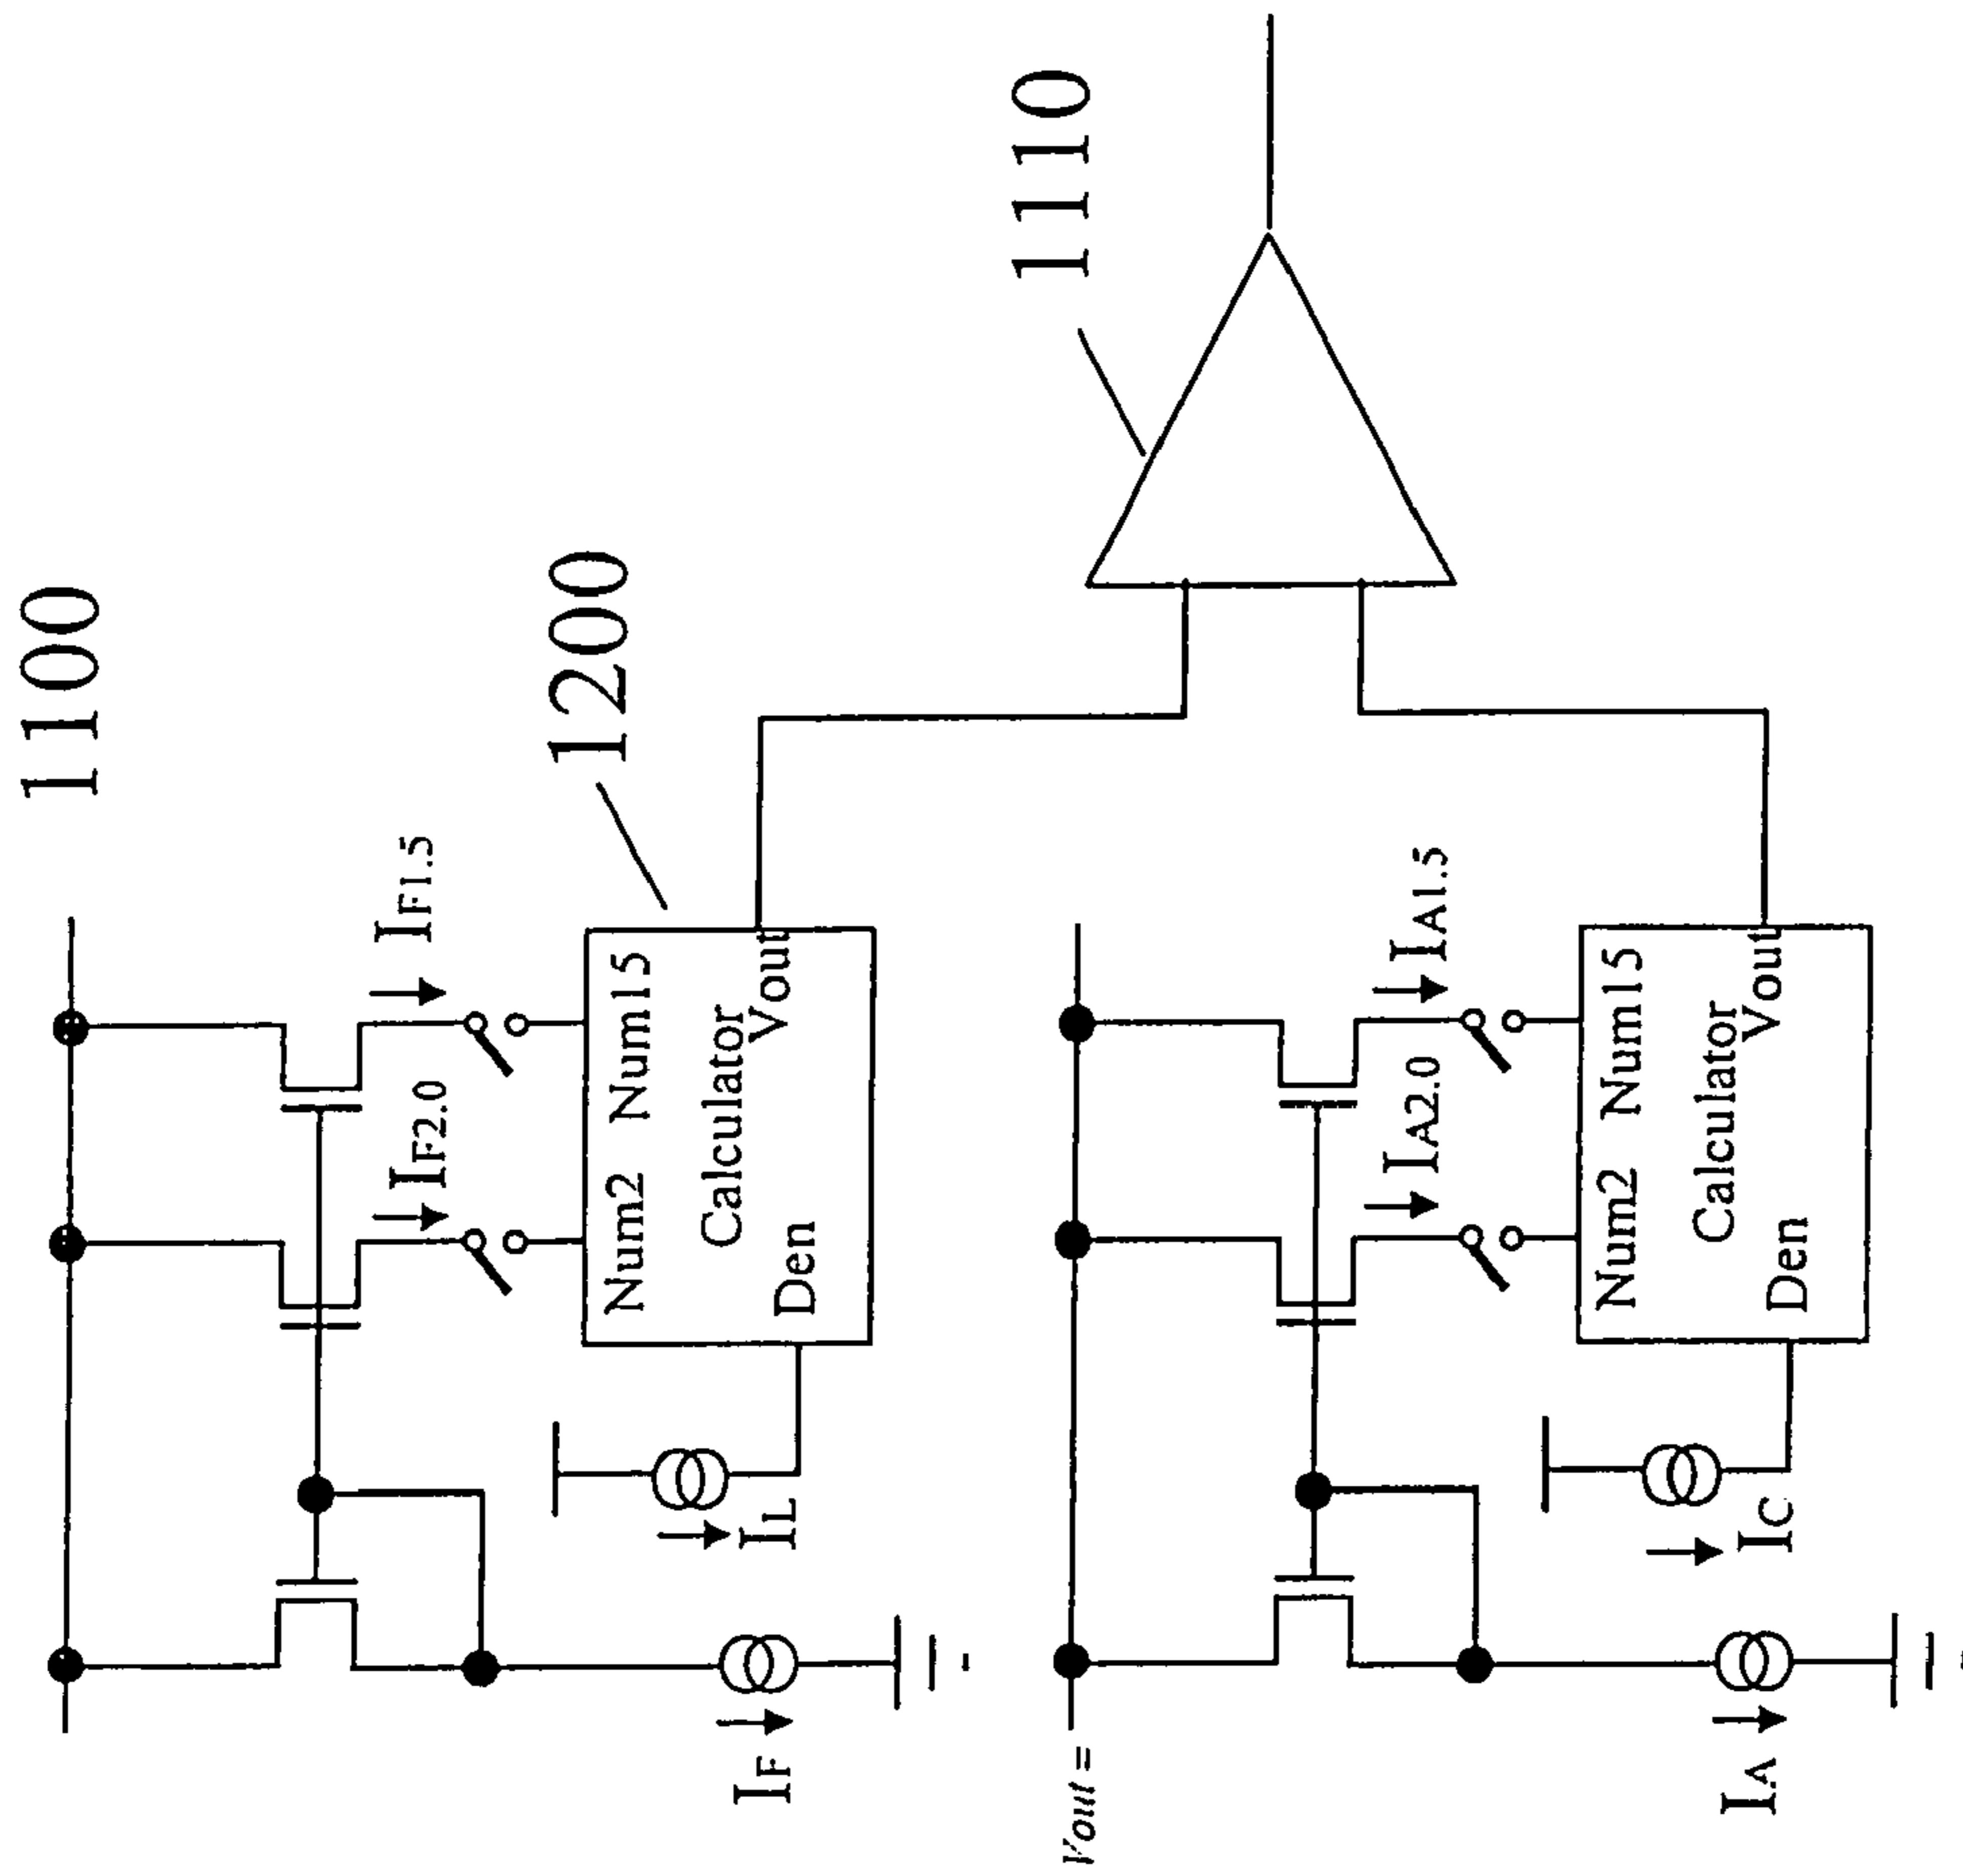 1100
IF1.5
IF2.0
1200
Num2 Num15
Calculator
Den Vout
IL
IF
1110
Vout =
IA1.5
IA2.0
Num2 Num15
Calculator
Den Vout
IC
IA